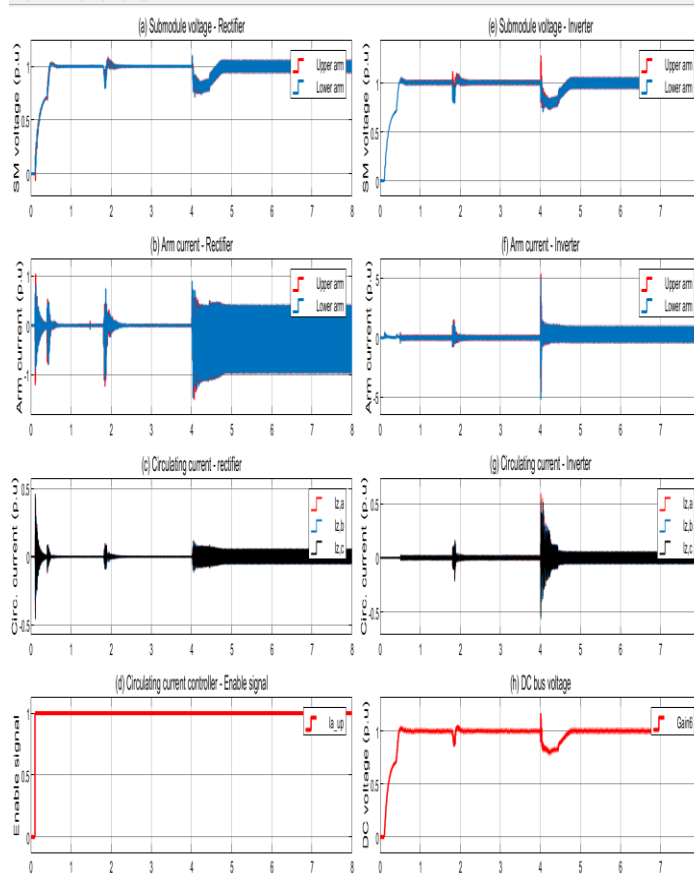 (a) Submodule voltage - Rectifier
SM voltage (p.u)
1
0.5
0
Upper arm
Lower arm
0 1 2 3 4 5 6 7 8
(e) Submodule voltage - Inverter
SM voltage (p.u)
1
0.5
0
Upper arm
Lower arm
0 1 2 3 4 5 6 7
(b) Arm current - Rectifier
Arm current (p.u)
1
0
-1
Upper arm
Lower arm
0 1 2 3 4 5 6 7 8
(f) Arm current - Inverter
Arm current (p.u)
5
0
-5
Upper arm
Lower arm
0 1 2 3 4 5 6 7
(c) Circulating current - rectifier
Circ. current (p.u)
0.5
0
-0.5
Iz,a
Iz,b
Iz,c
0 1 2 3 4 5 6 7 8
(g) Circulating current - Inverter
Circ. current (p.u)
0.5
0
-0.5
Iz,a
Iz,b
Iz,c
0 1 2 3 4 5 6 7
(d) Circulating current controller - Enable signal
Enable signal
1
0.5
0
Ia_up
0 1 2 3 4 5 6 7 8
(h) DC bus voltage
DC voltage (p.u)
1
0.5
0
Gain6
0 1 2 3 4 5 6 7